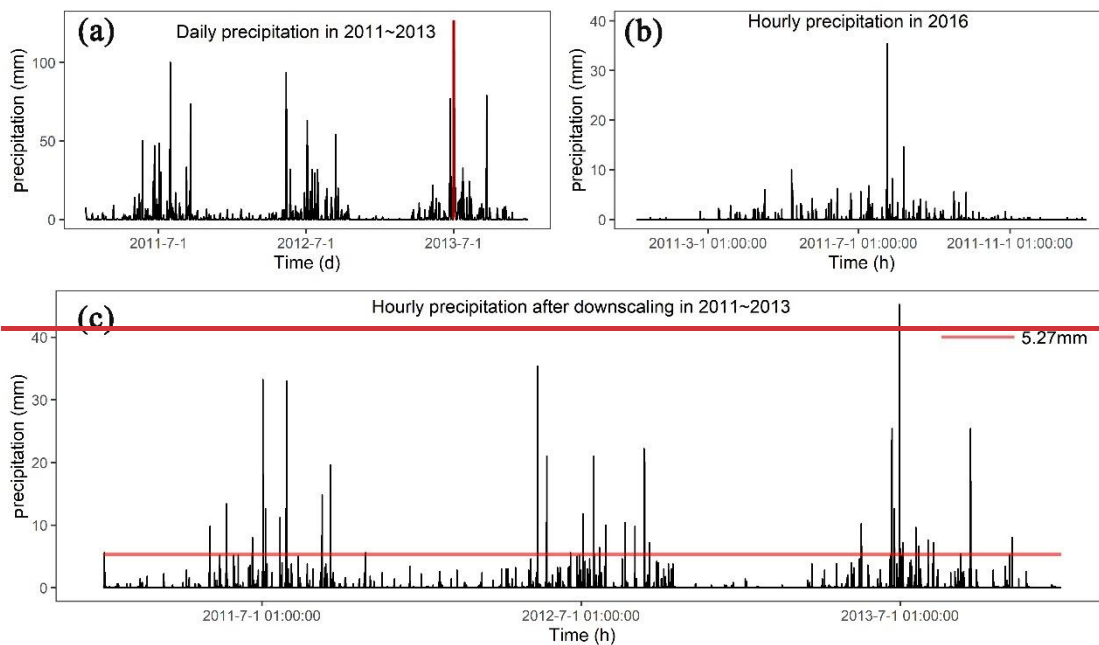 (a)
Daily precipitation in 2011~2013
precipitation (mm)
100
50
0
2011-7-1
2012-7-1
2013-7-1
Time (d)
(b)
Hourly precipitation in 2016
precipitation (mm)
40
30
20
10
0
2011-3-1 01:00:00
2011-7-1 01:00:00
2011-11-1 01:00:00
Time (h)
(c)
Hourly precipitation after downscaling in 2011~2013
5.27mm
precipitation (mm)
40
30
20
10
0
2011-7-1 01:00:00
2012-7-1 01:00:00
2013-7-1 01:00:00
Time (h)